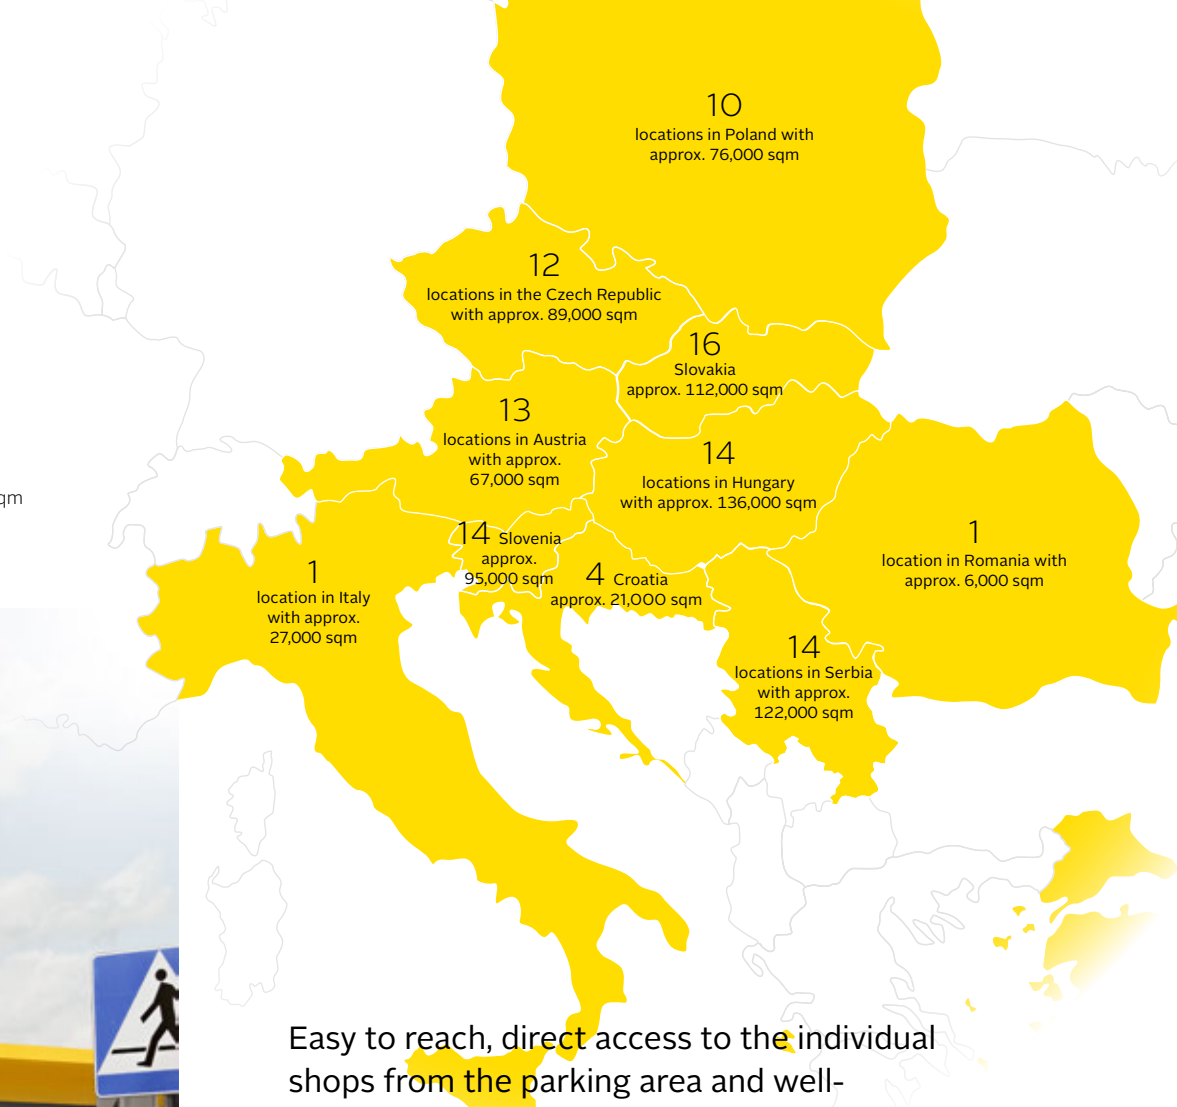 10
locations in Poland with
approx. 76,000 sqm
12
locations in the Czech Republic
with approx. 89,000 sqm
16
Slovakia
approx. 112,000 sqm
13
locations in Austria
with approx.
67,000 sqm
14
locations in Hungary
with approx. 136,000 sqm
qm
14 Slovenia
approx.
95,000 sqm
1
location in Romania with
approx. 6,000 sqm
1
location in Italy
with approx.
27,000 sqm
4 Croatia
approx. 21,000 sqm
14
locations in Serbia
with approx.
122,000 sqm
Easy to reach, direct access to the individual
shops from the parking area and well-